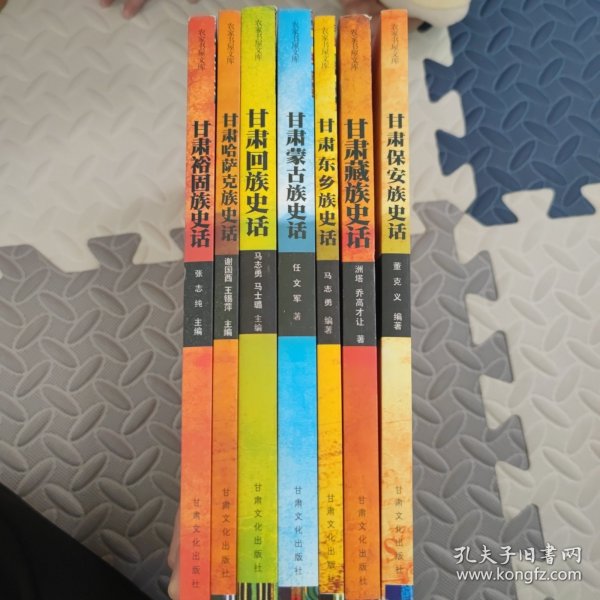 农家书屋文库
甘肃裕固族史话
张志纯 主编
甘肃文化出版社
农家书屋文库
甘肃哈萨克族史话
谢国西 王锡萍 主编
甘肃文化出版社
农家书屋文库
甘肃回族史话
马志勇 马士璐 主编
甘肃文化出版社
农家书屋文库
甘肃蒙古族史话
任文军 著
甘肃文化出版社
农家书屋文库
甘肃东乡族史话
马志勇 编著
甘肃文化出版社
农家书屋文库
甘肃藏族史话
洲塔 乔高才让 著
甘肃文化出版社
农家书屋文库
甘肃保安族史话
董克义 编著
甘肃文化出版社
孔夫子旧书网
www.kongfz.com